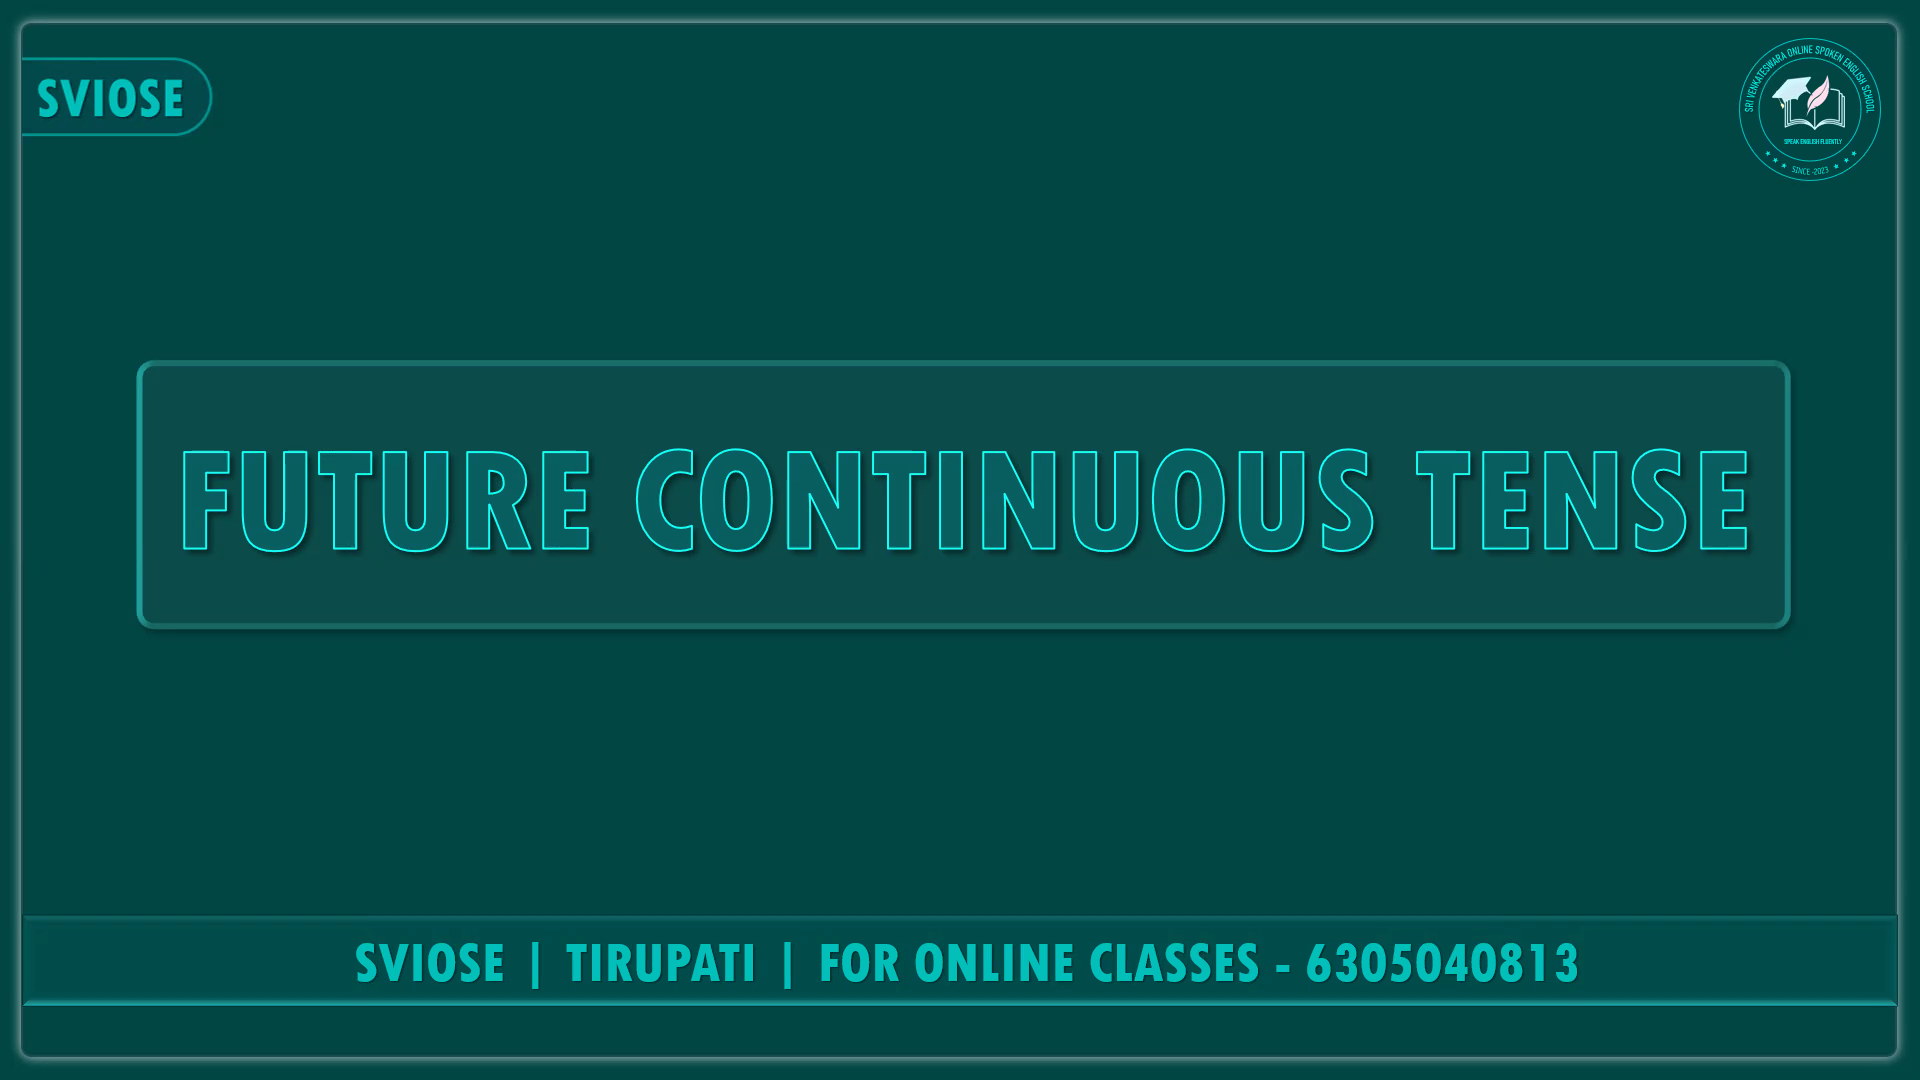 SVIOSE
SRI VENKATESWARA ONLINE SPOKEN ENGLISH SCHOOL
SPEAK ENGLISH FLUENTLY
SINCE -2023
FUTURE CONTINUOUS TENSE
SVIOSE | TIRUPATI | FOR ONLINE CLASSES - 6305040813